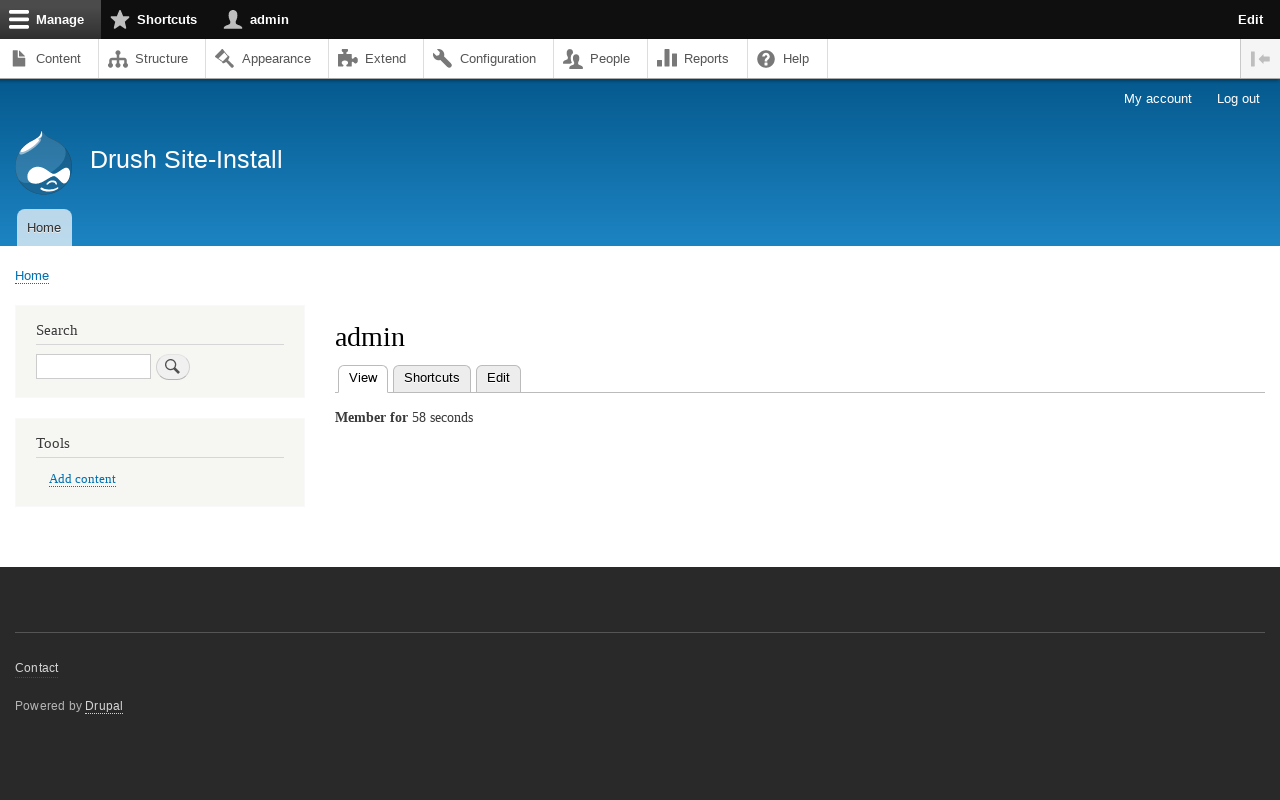 Manage Shortcuts admin Edit
Content Structure Appearance Extend Configuration People Reports Help
My account Log out
Drush Site-Install
Home
Home
Search
Tools
Add content
admin
View Shortcuts Edit
Member for 58 seconds
Contact
Powered by Drupal